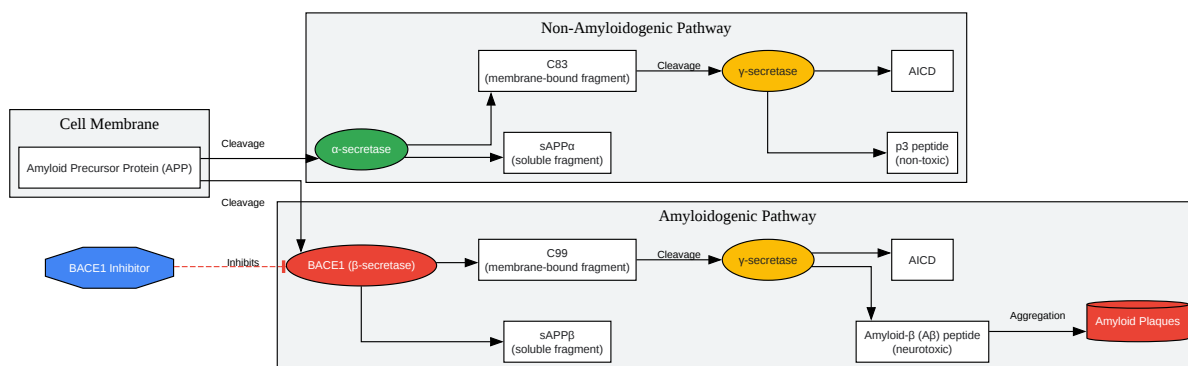 Non-Amyloidogenic Pathway
C83
(membrane-bound fragment)
Cleavage
γ-secretase
AICD
Cell Membrane
Amyloid Precursor Protein (APP)
Cleavage
α-secretase
sAPPα
(soluble fragment)
p3 peptide
(non-toxic)
Cleavage
Amyloidogenic Pathway
BACE1 Inhibitor
Inhibits
BACE1 (β-secretase)
C99
(membrane-bound fragment)
Cleavage
γ-secretase
AICD
sAPPβ
(soluble fragment)
Amyloid-β (Aβ) peptide
(neurotoxic)
Aggregation
Amyloid Plaques